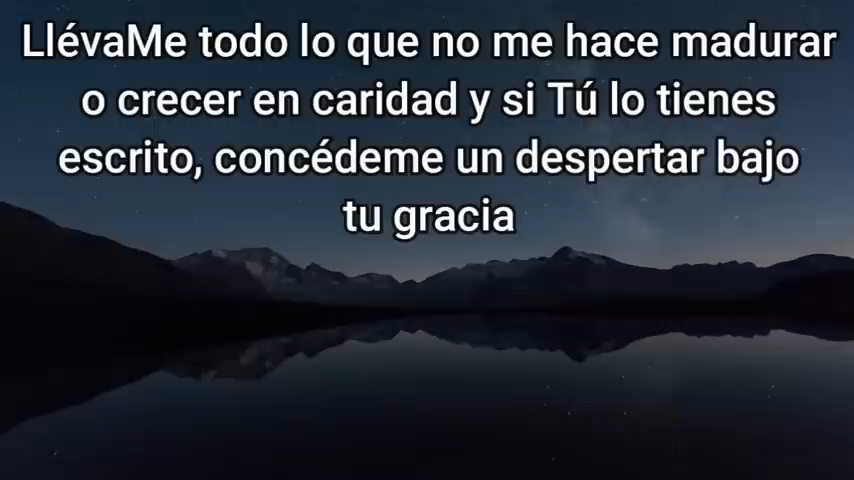 LlévaMe todo lo que no me hace madurar
o crecer en caridad y si Tú lo tienes
escrito, concédeme un despertar bajo
tu gracia